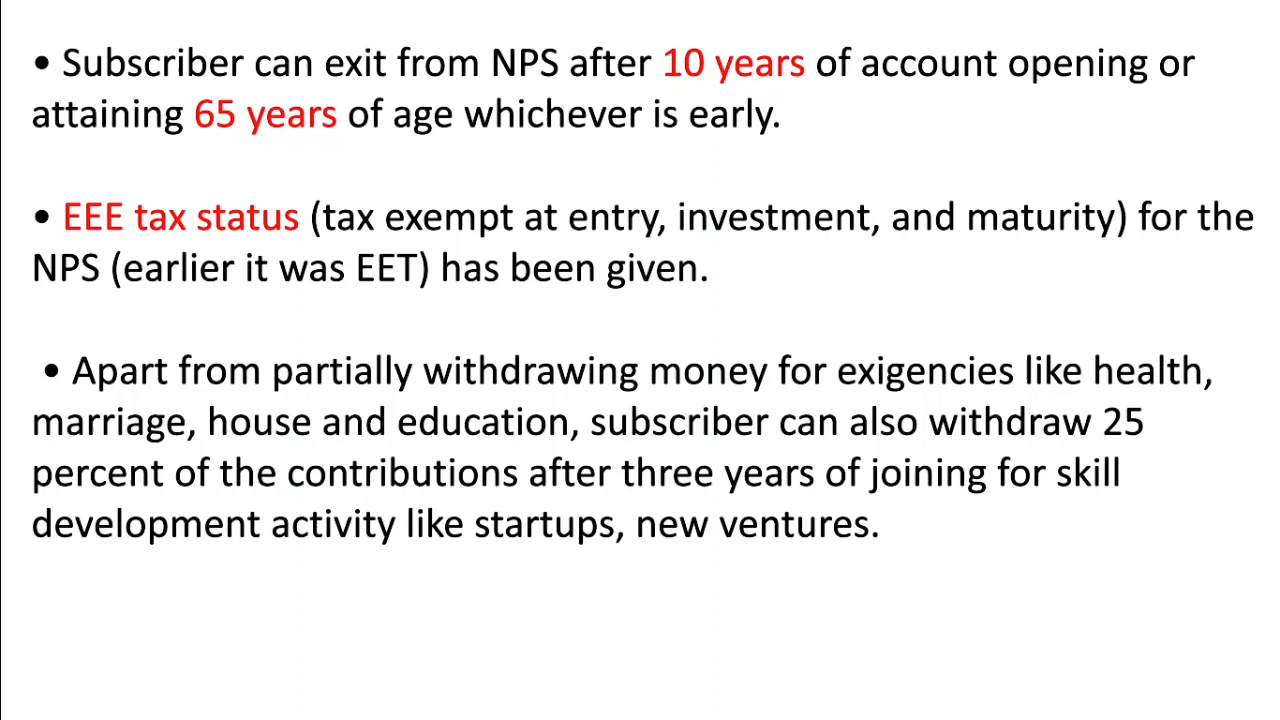 • Subscriber can exit from NPS after 10 years of account opening or
attaining 65 years of age whichever is early.
• EEE tax status (tax exempt at entry, investment, and maturity) for the
NPS (earlier it was EET) has been given.
• Apart from partially withdrawing money for exigencies like health,
marriage, house and education, subscriber can also withdraw 25
percent of the contributions after three years of joining for skill
development activity like startups, new ventures.